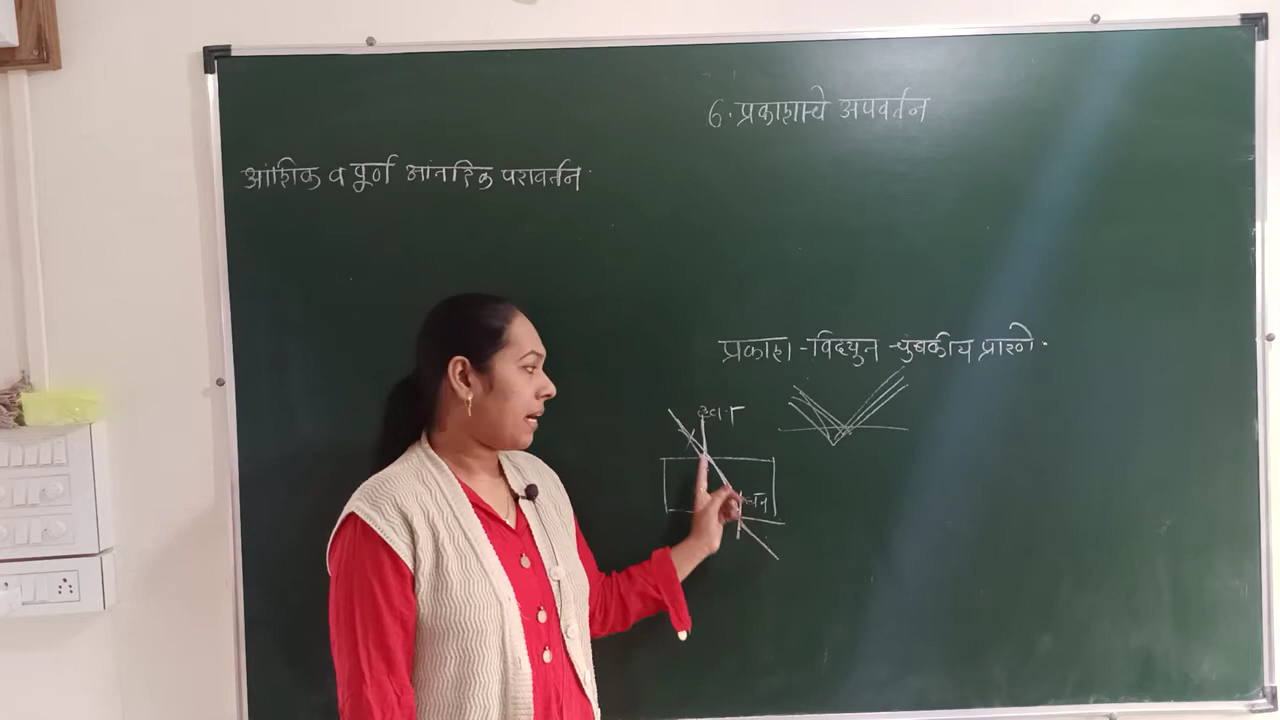 6. प्रकाशाचे अपवर्तन
आंशिक व पूर्ण आंतरिक परावर्तन
प्रकाश - विद्युत चुंबकीय प्रारणे.